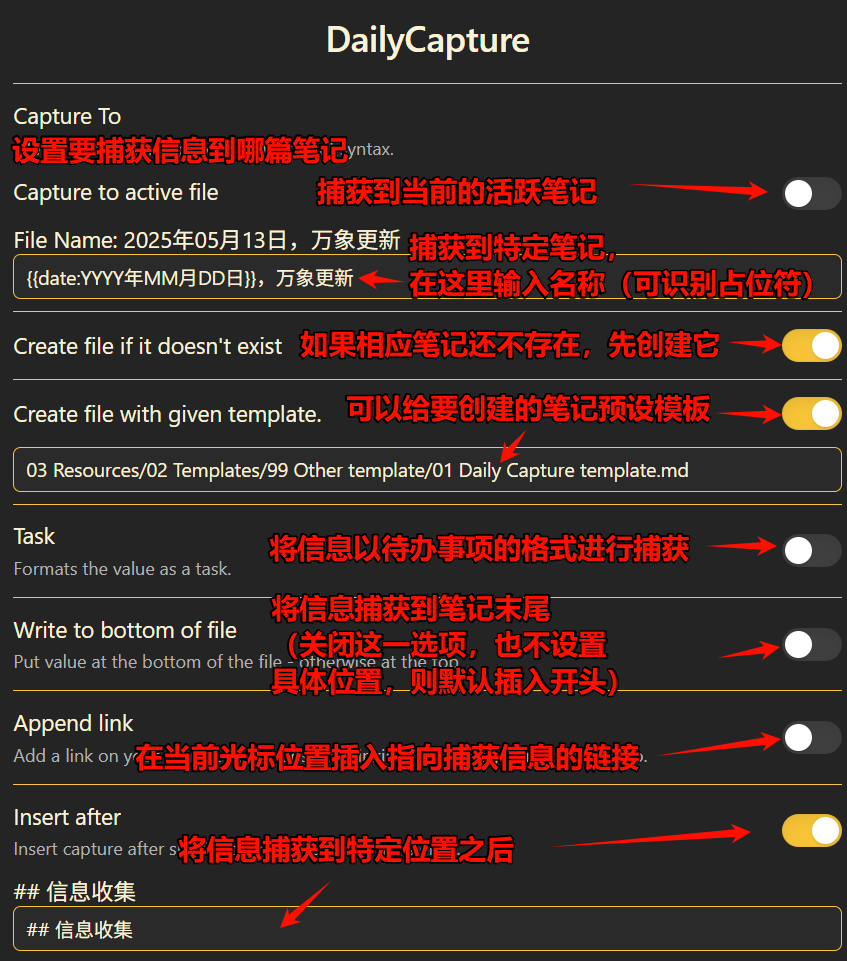 DailyCapture
Capture To
设置要捕获信息到哪篇笔记 syntax.
Capture to active file 捕获到当前的活跃笔记
File Name: 2025年05月13日，万象更新 捕获到特定笔记，
{{date:YYYY年MM月DD日}}，万象更新 在这里输入名称（可识别占位符）
Create file if it doesn't exist 如果相应笔记还不存在，先创建它
Create file with given template. 可以给要创建的笔记预设模板
03 Resources/02 Templates/99 Other template/01 Daily Capture template.md
Task 将信息以待办事项的格式进行捕获
Formats the value as a task.
将信息捕获到笔记末尾
Write to bottom of file （关闭这一选项，也不设置
Put value at the bottom of the file - otherwise at the top.
具体位置，则默认插入开头）
Append link
Add a link on 在当前光标位置插入指向捕获信息的链接
Insert after
Insert capture after 将信息捕获到特定位置之后
## 信息收集
## 信息收集